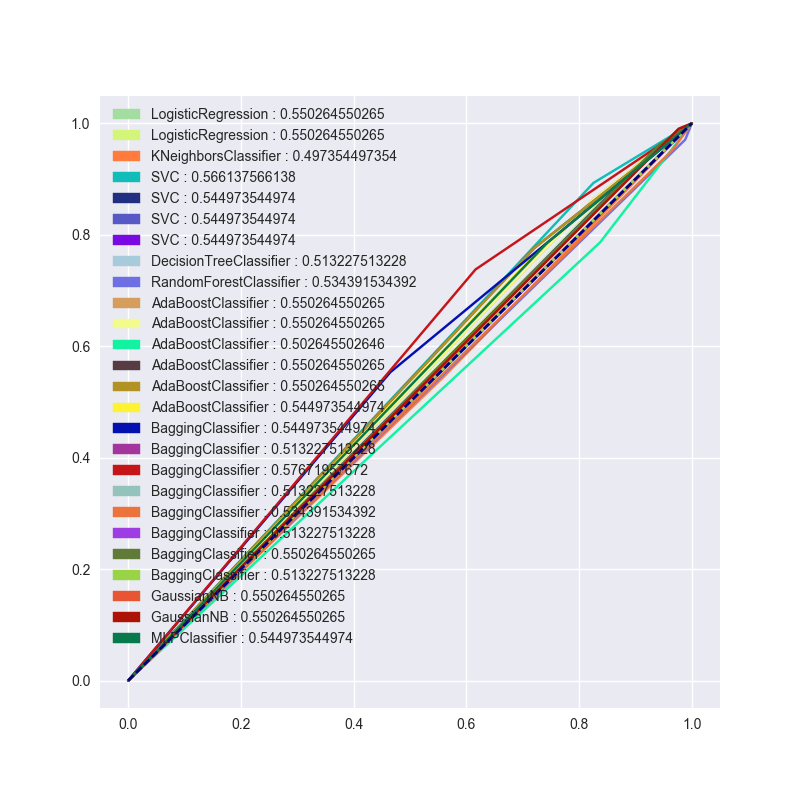 LogisticRegression : 0.550264550265
LogisticRegression : 0.550264550265
KNeighborsClassifier : 0.497354497354
SVC : 0.566137566138
SVC : 0.544973544974
SVC : 0.544973544974
SVC : 0.544973544974
DecisionTreeClassifier : 0.513227513228
RandomForestClassifier : 0.534391534392
AdaBoostClassifier : 0.550264550265
AdaBoostClassifier : 0.550264550265
AdaBoostClassifier : 0.502645502646
AdaBoostClassifier : 0.550264550265
AdaBoostClassifier : 0.550264550265
AdaBoostClassifier : 0.544973544974
BaggingClassifier : 0.544973544974
BaggingClassifier : 0.513227513228
BaggingClassifier : 0.57671957672
BaggingClassifier : 0.513227513228
BaggingClassifier : 0.534391534392
BaggingClassifier : 0.513227513228
BaggingClassifier : 0.550264550265
BaggingClassifier : 0.513227513228
GaussianNB : 0.550264550265
GaussianNB : 0.550264550265
MLPClassifier : 0.544973544974
1.0
0.8
0.6
0.4
0.2
0.0
0.0 0.2 0.4 0.6 0.8 1.0